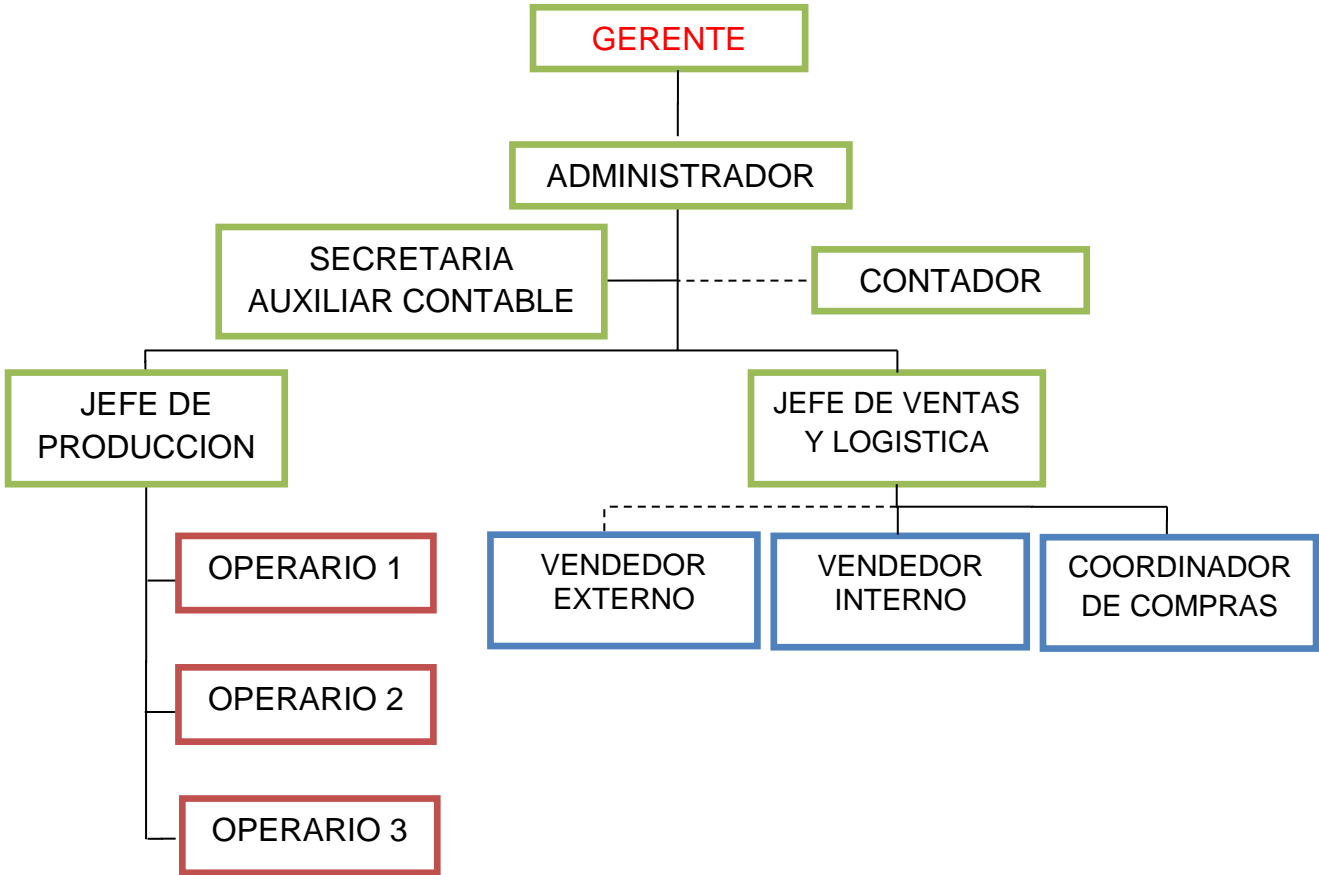 GERENTE
ADMINISTRADOR
SECRETARIA
AUXILIAR CONTABLE
CONTADOR
JEFE DE
PRODUCCION
JEFE DE VENTAS
Y LOGISTICA
OPERARIO 1
OPERARIO 2
OPERARIO 3
VENDEDOR
EXTERNO
VENDEDOR
INTERNO
COORDINADOR
DE COMPRAS